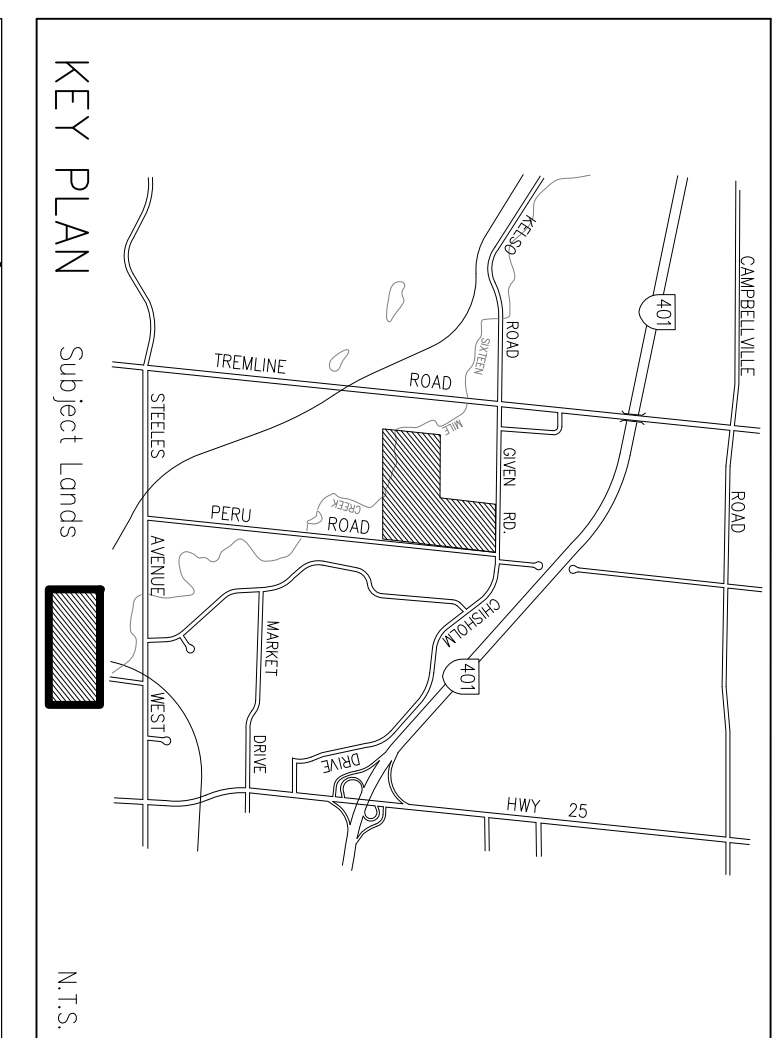 KEY PLAN
Subject Lands
N.T.S.
CAMPBELLVILLE
ROAD
401
KELSO
ROAD
SIXTEEN
MILE
CREEK
TREMLINE
ROAD
GIVEN RD.
STEELES
AVENUE
WEST
PERU
ROAD
CHISHOLM
DRIVE
401
MARKET
DRIVE
HWY 25